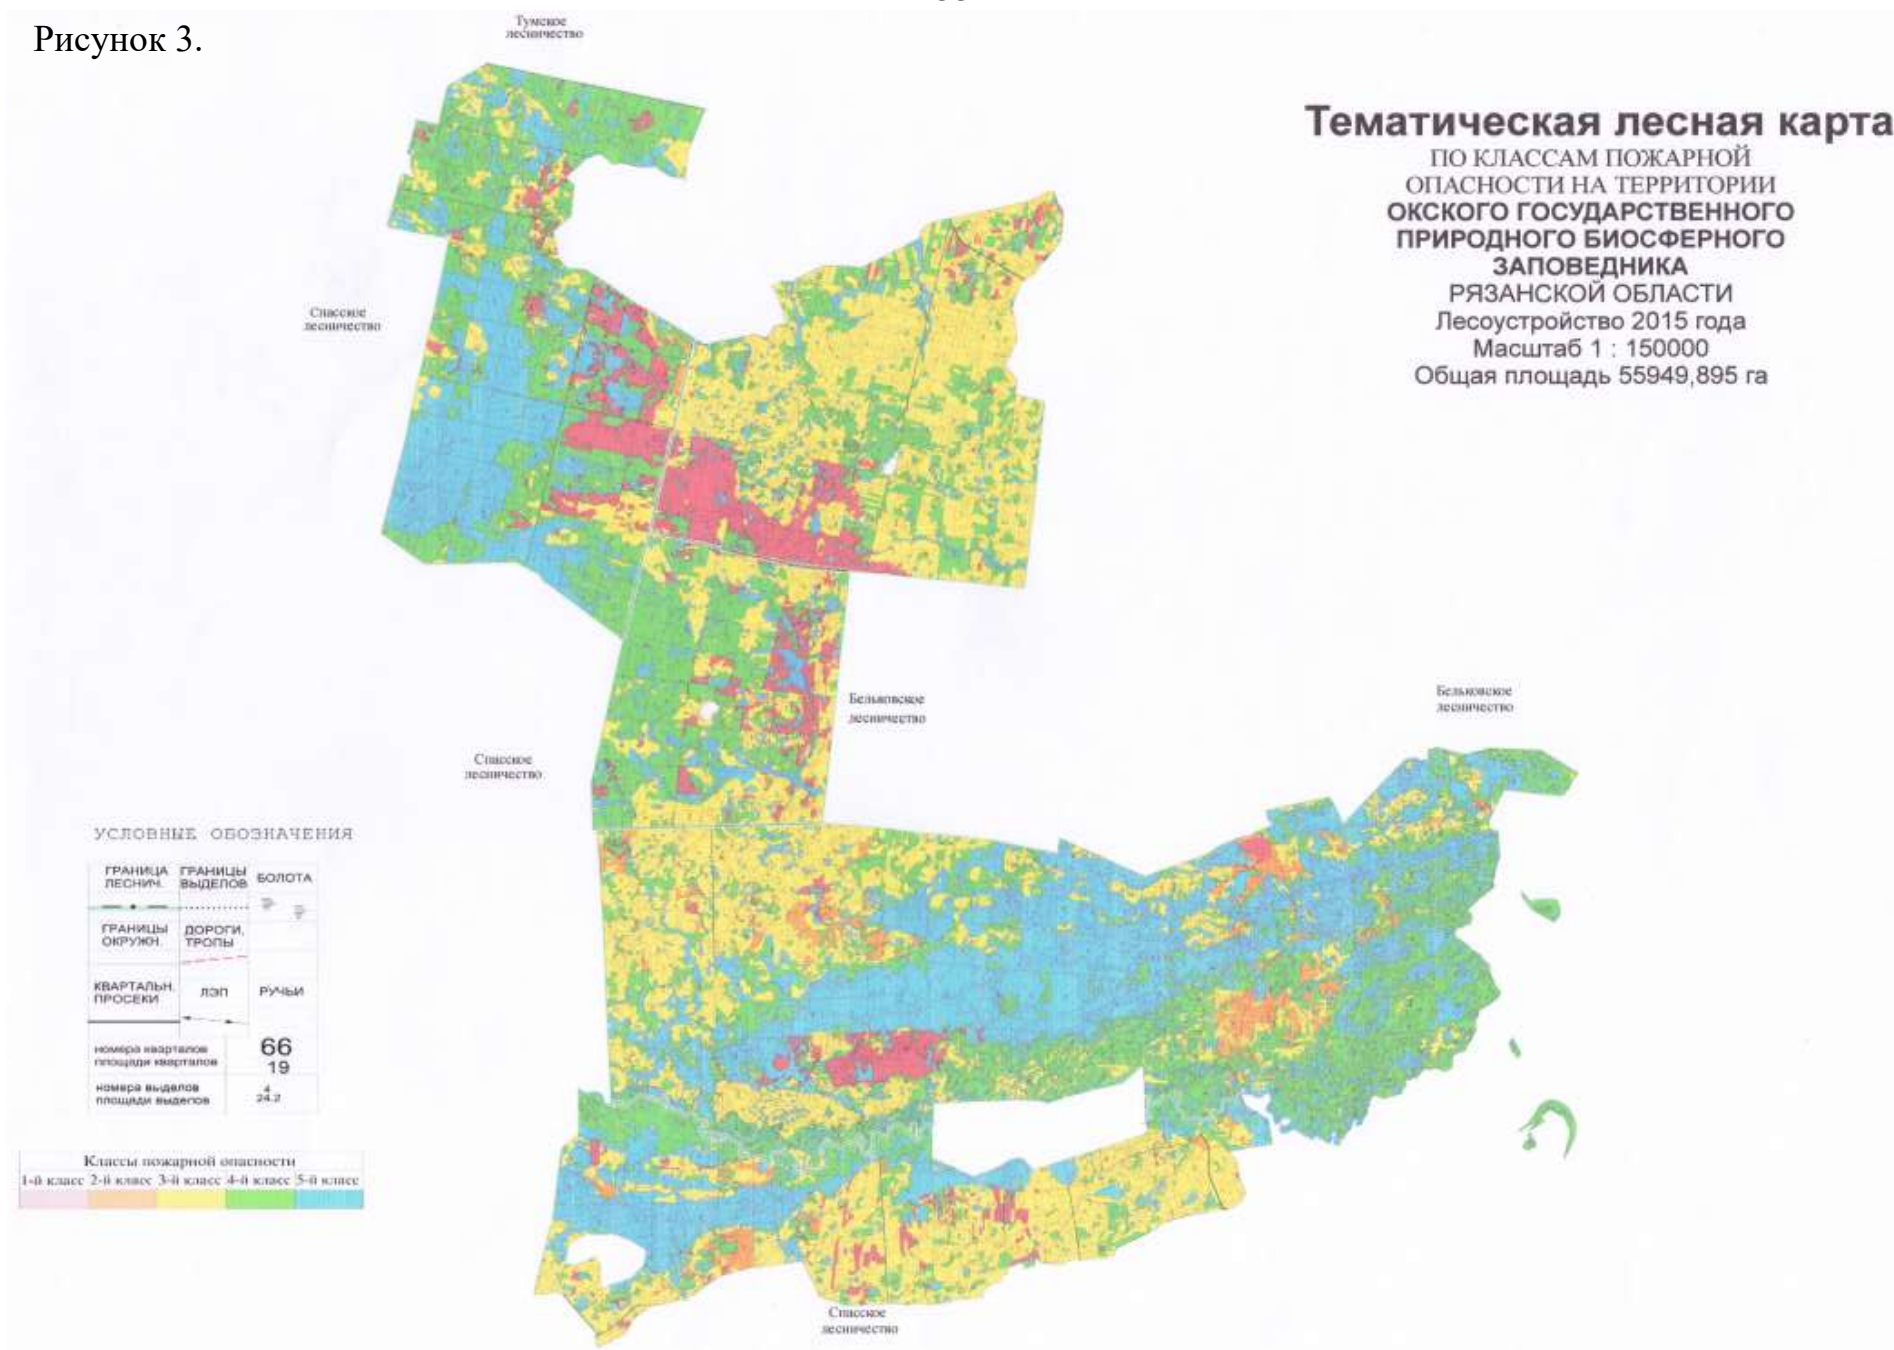 Рисунок 3.
Тумское
лесничество
Тематическая лесная карта
ПО КЛАССАМ ПОЖАРНОЙ
ОПАСНОСТИ НА ТЕРРИТОРИИ
ОКСКОГО ГОСУДАРСТВЕННОГО
ПРИРОДНОГО БИОСФЕРНОГО
ЗАПОВЕДНИКА
РЯЗАНСКОЙ ОБЛАСТИ
Лесоустройство 2015 года
Масштаб 1 : 150000
Общая площадь 55949,895 га
Спасское
лесничество
Бельковское
лесничество
Бельковское
лесничество
Спасское
лесничество
УСЛОВНЫЕ ОБОЗНАЧЕНИЯ
ГРАНИЦА
ЛЕСНИЧ.
ГРАНИЦЫ
ВЫДЕЛОВ
БОЛОТА
ГРАНИЦЫ
ОКРУЖН.
ДОРОГИ,
ТРОПЫ
КВАРТАЛЬН.
ПРОСЕКИ
ЛЭП
РУЧЬИ
номера кварталов
площади кварталов
66
19
номера выделов
площади выделов
4
24.2
Классы пожарной опасности
1-й класс 2-й класс 3-й класс 4-й класс 5-й класс
Спасское
лесничество